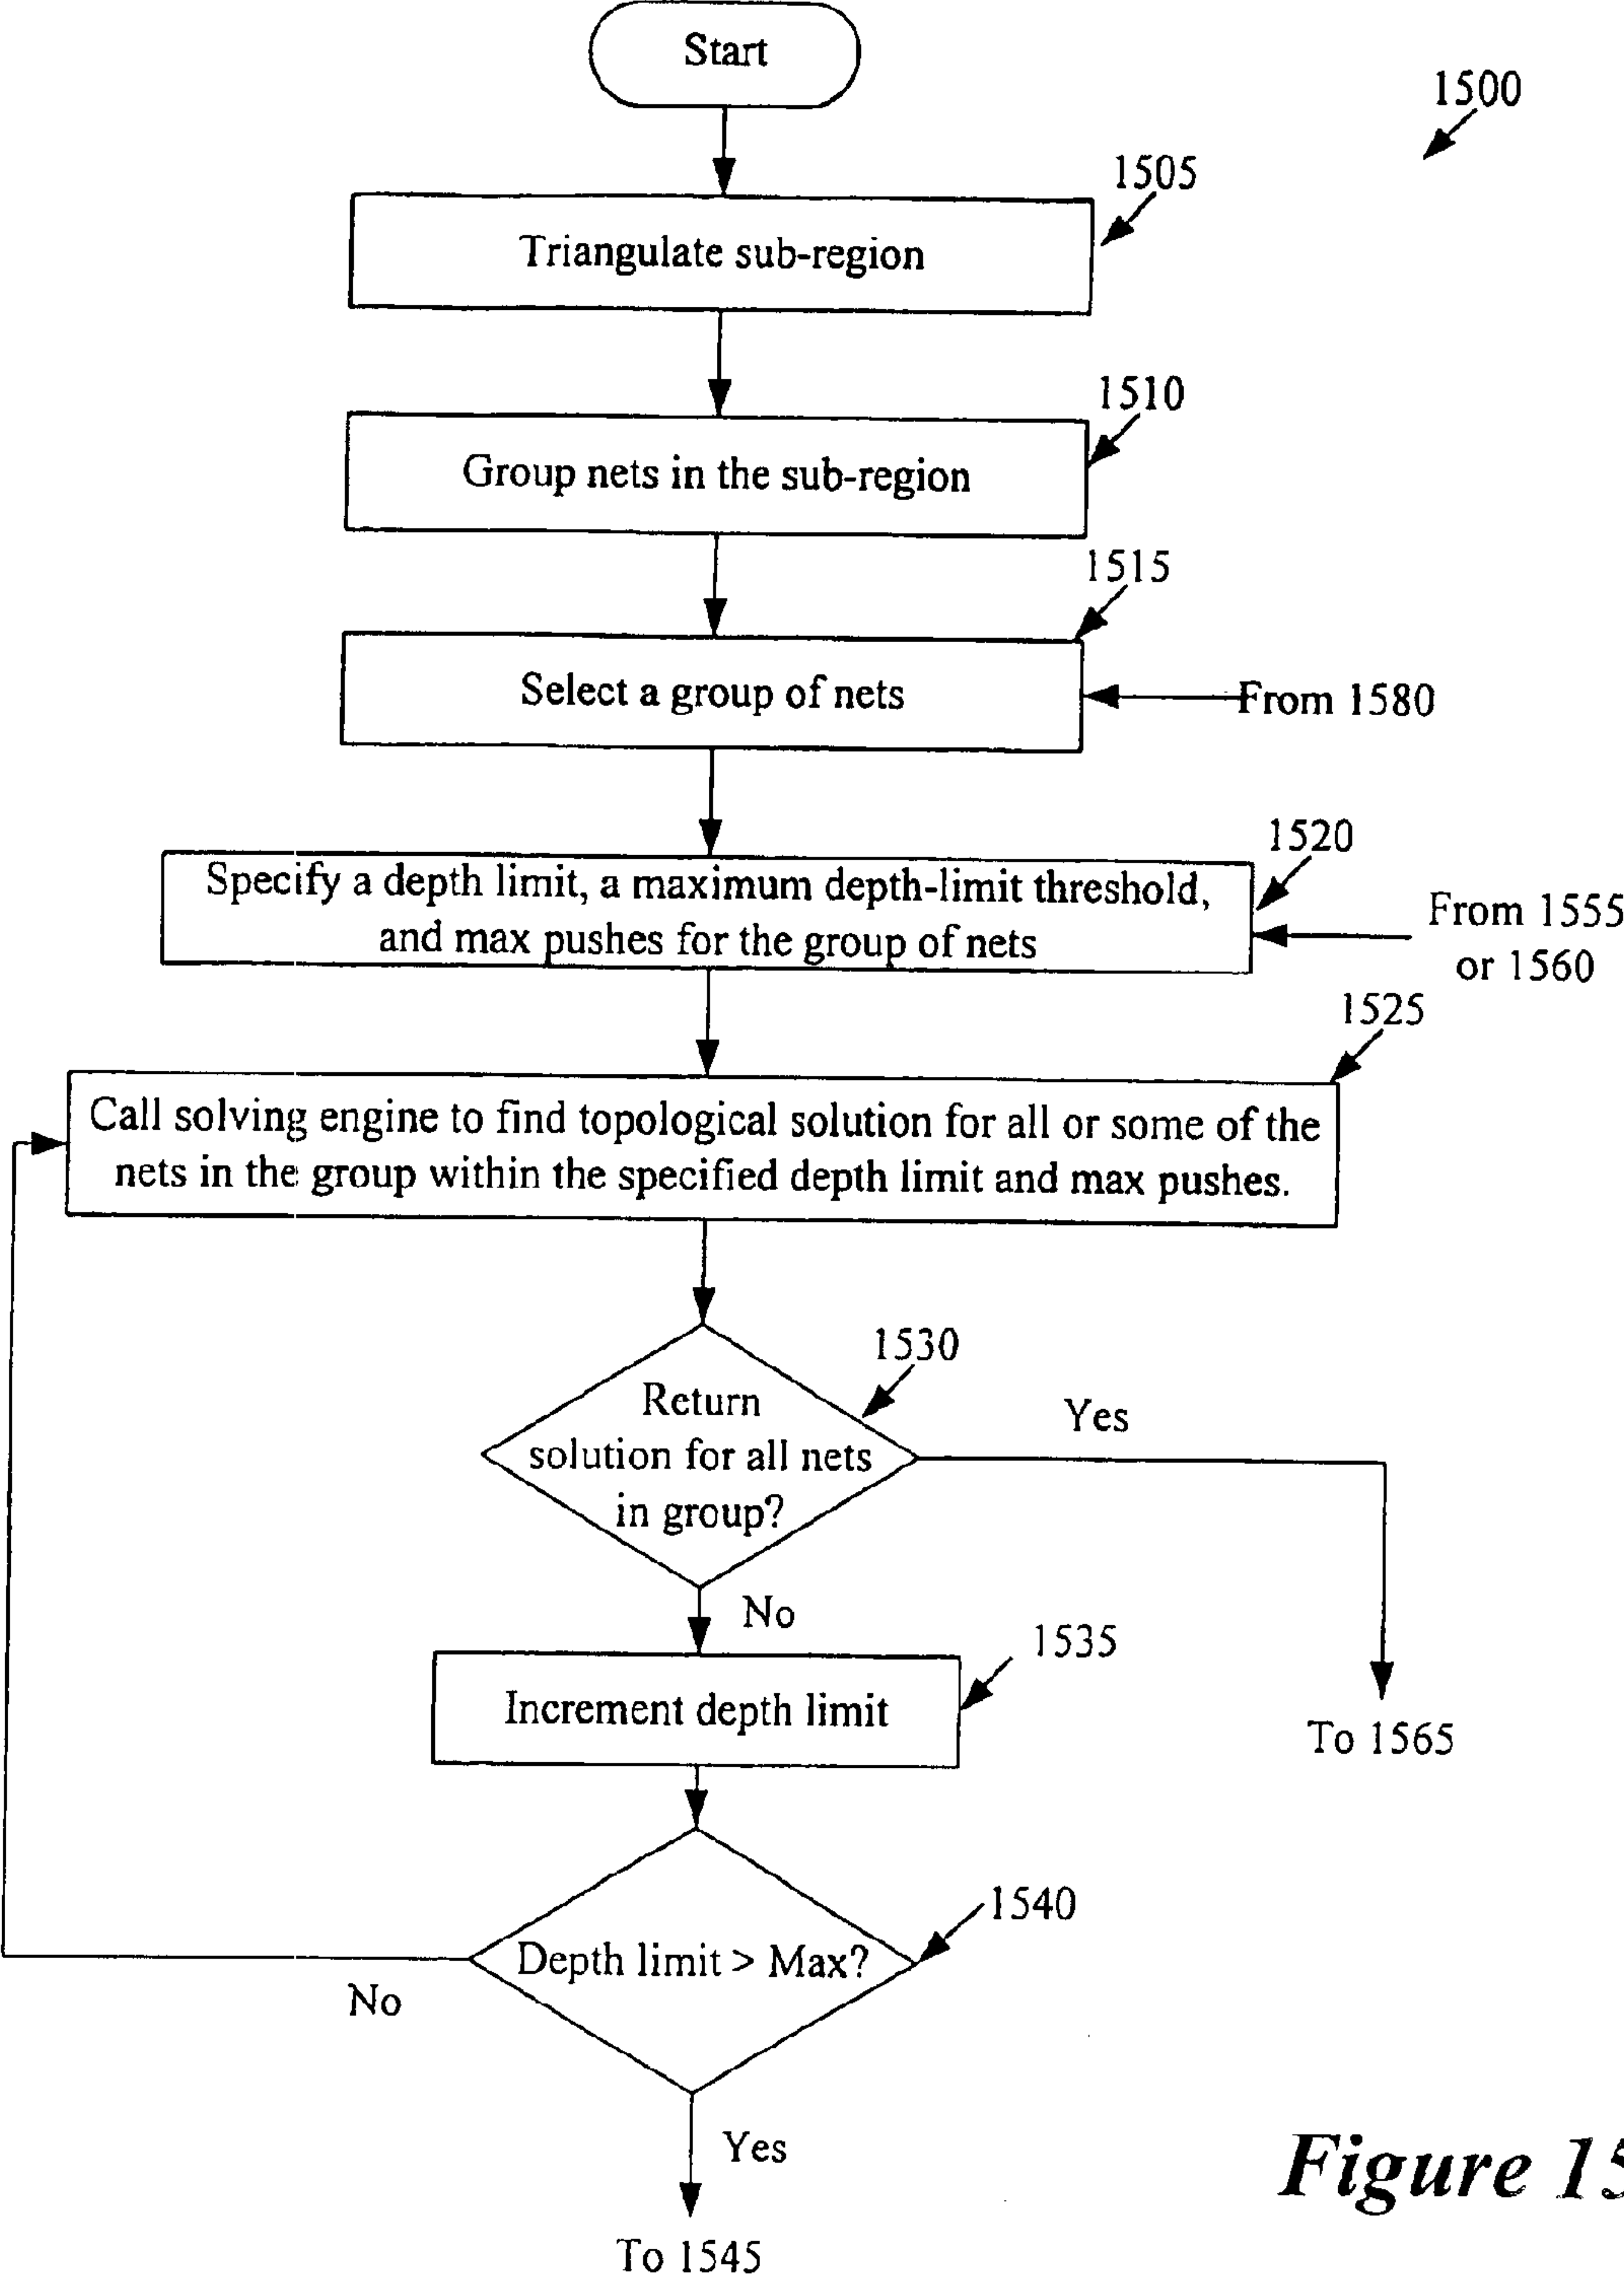 Start
1500
1505
Triangulate sub-region
1510
Group nets in the sub-region
1515
Select a group of nets
From 1580
1520
Specify a depth limit, a maximum depth-limit threshold,
and max pushes for the group of nets
From 1555
or 1560
1525
Call solving engine to find topological solution for all or some of the
nets in the group within the specified depth limit and max pushes.
1530
Return
solution for all nets
in group?
Yes
No
1535
Increment depth limit
To 1565
1540
Depth limit > Max?
No
Yes
Figure 15
To 1545